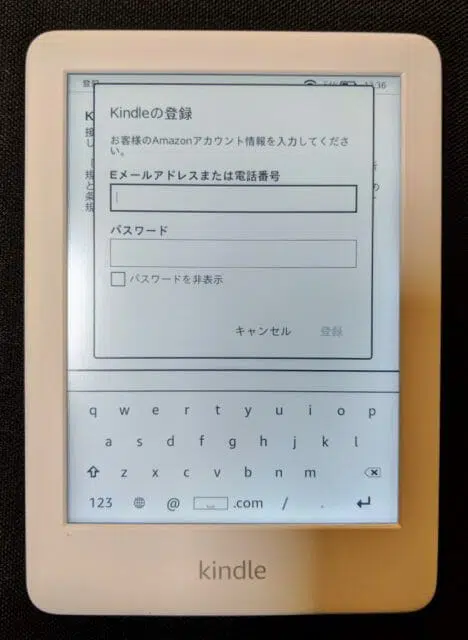 登録
13:36
Kindleの登録
お客様のAmazonアカウント情報を入力してくださ
い。
Eメールアドレスまたは電話番号
パスワード
パスワードを非表示
キャンセル 登録
q w e r t y u i o p
a s d f g h j k l
z x c v b n m
123 @ .com / .
kindle